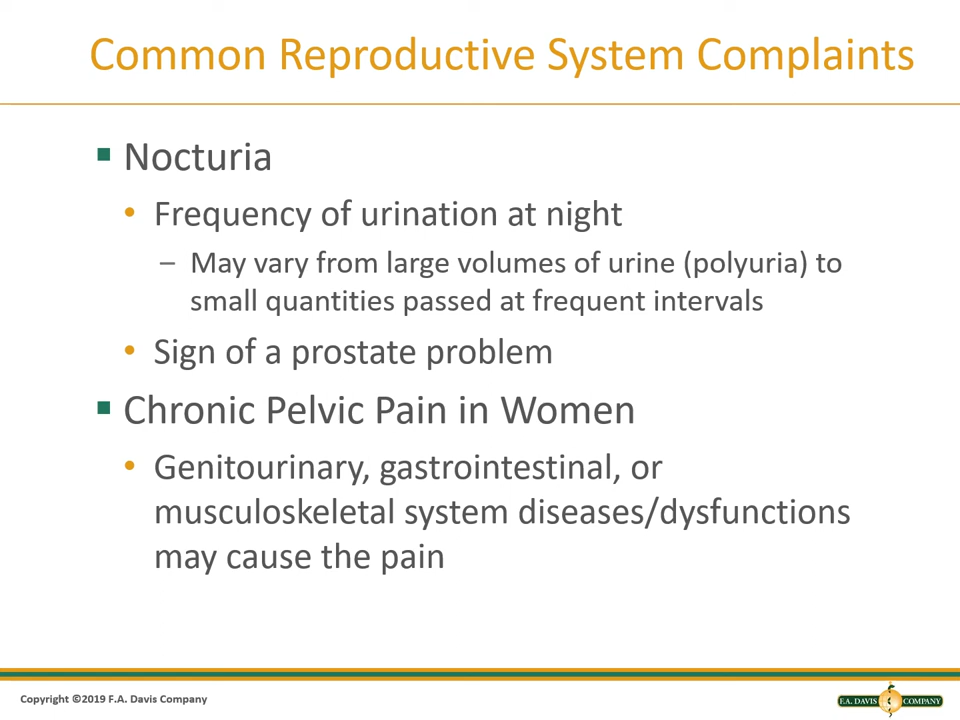 Common Reproductive System Complaints
▪ Nocturia
• Frequency of urination at night
– May vary from large volumes of urine (polyuria) to
small quantities passed at frequent intervals
• Sign of a prostate problem
▪ Chronic Pelvic Pain in Women
• Genitourinary, gastrointestinal, or
musculoskeletal system diseases/dysfunctions
may cause the pain
Copyright ©2019 F.A. Davis Company
F.A. DAVIS COMPANY